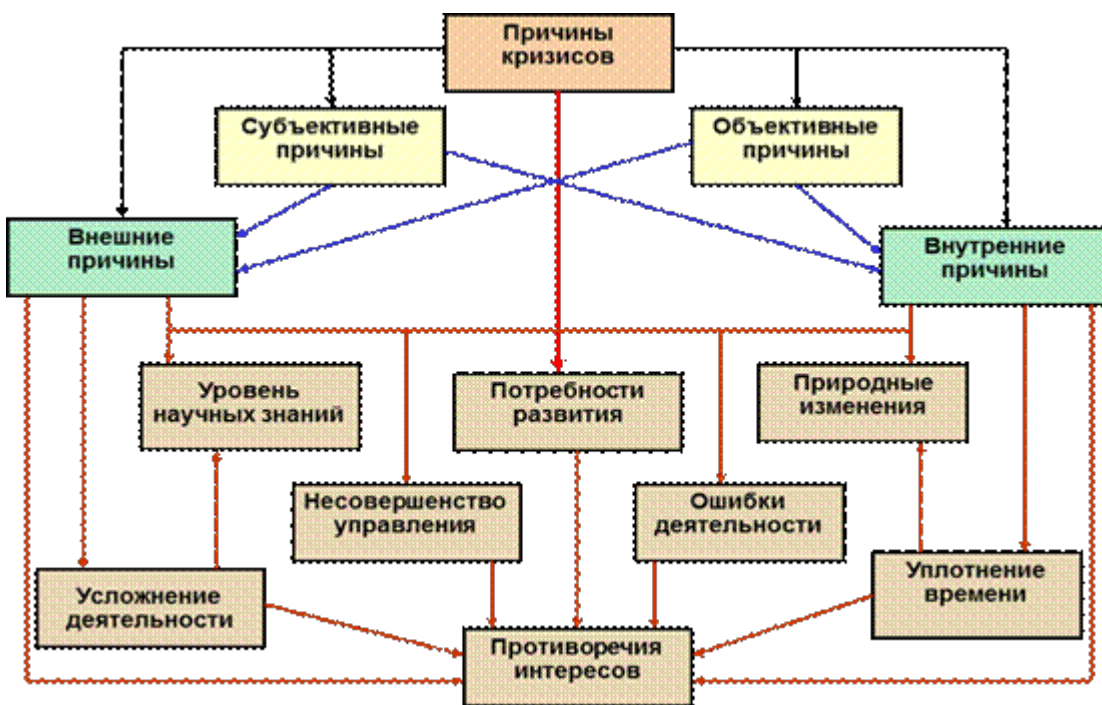 Причины
кризисов
Субъективные
причины
Объективные
причины
Внешние
причины
Внутренние
причины
Уровень
научных знаний
Потребности
развития
Природные
изменения
Несовершенство
управления
Ошибки
деятельности
Усложнение
деятельности
Уплотнение
времени
Противоречия
интересов